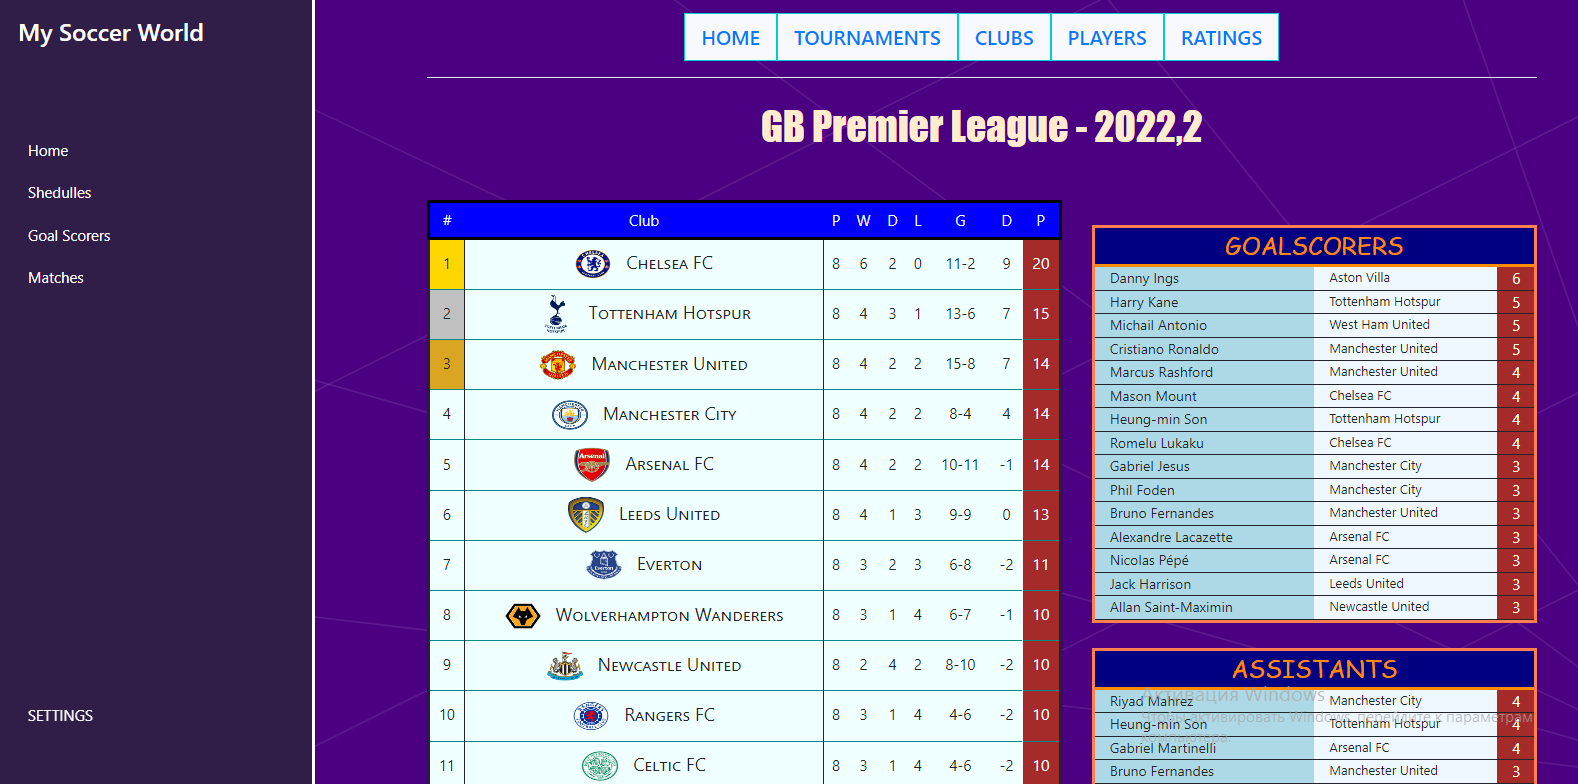 My Soccer World
Home
Shedulles
Goal Scorers
Matches
SETTINGS
HOME TOURNAMENTS CLUBS PLAYERS RATINGS
GB Premier League - 2022,2
# Club P W D L G D P
1 Chelsea FC 8 6 2 0 11-2 9 20
2 Tottenham Hotspur 8 4 3 1 13-6 7 15
3 Manchester United 8 4 2 2 15-8 7 14
4 Manchester City 8 4 2 2 8-4 4 14
Arsenal
5 Arsenal FC 8 4 2 2 10-11 -1 14
6 Leeds United 8 4 1 3 9-9 0 13
7 Everton 8 3 2 3 6-8 -2 11
8 Wolverhampton Wanderers 8 3 1 4 6-7 -1 10
9 Newcastle United 8 2 4 2 8-10 -2 10
10 Rangers FC 8 3 1 4 4-6 -2 10
11 Celtic FC 8 3 1 4 4-6 -2 10
GOALSCORERS
Danny Ings Aston Villa 6
Harry Kane Tottenham Hotspur 5
Michail Antonio West Ham United 5
Cristiano Ronaldo Manchester United 5
Marcus Rashford Manchester United 4
Mason Mount Chelsea FC 4
Heung-min Son Tottenham Hotspur 4
Romelu Lukaku Chelsea FC 4
Gabriel Jesus Manchester City 3
Phil Foden Manchester City 3
Bruno Fernandes Manchester United 3
Alexandre Lacazette Arsenal FC 3
Nicolas Pépé Arsenal FC 3
Jack Harrison Leeds United 3
Allan Saint-Maximin Newcastle United 3
ASSISTANTS
Riyad Mahrez Manchester City 4
Heung-min Son Tottenham Hotspur 4
Gabriel Martinelli Arsenal FC 4
Bruno Fernandes Manchester United 3
Активация Windows
Чтобы активировать Windows, перейдите к параметрам
компьютера.